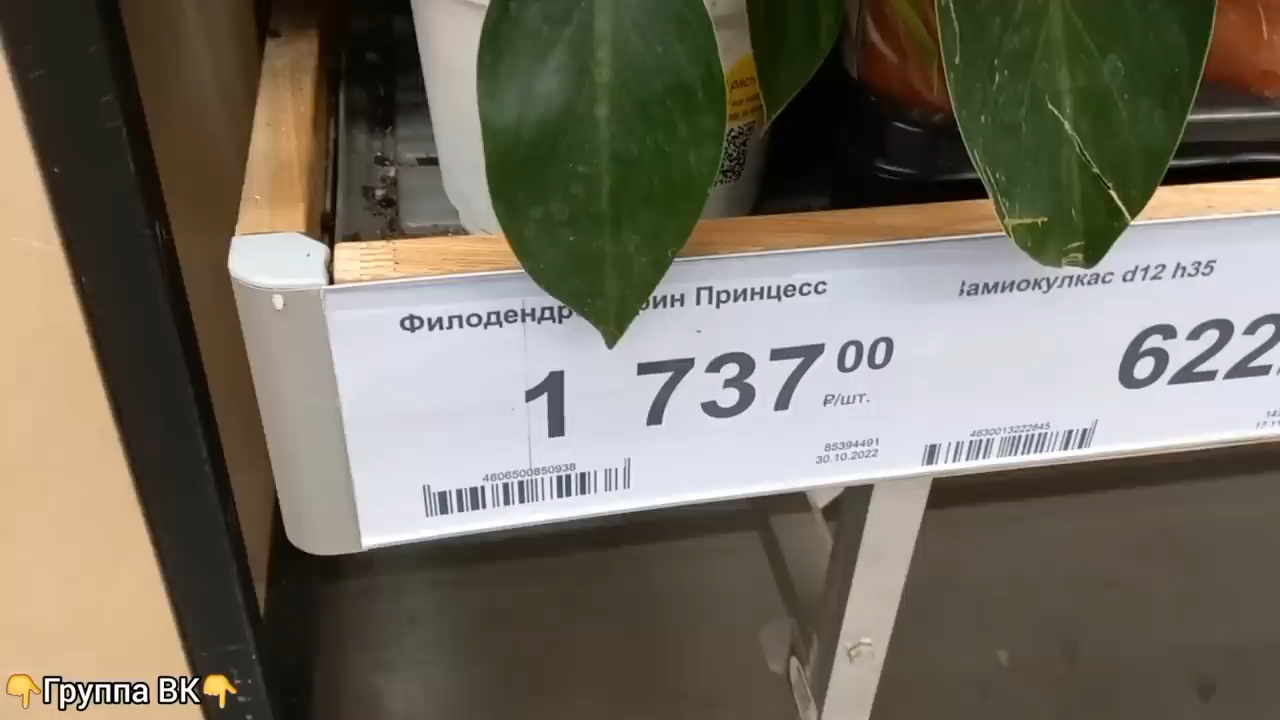 Филодендр рин Принцесс
1 737 00
₽/шт.
4606500850938
85394491
30.10.2022
амиокулкас d12 h35
622
4630013222845
Группа ВК